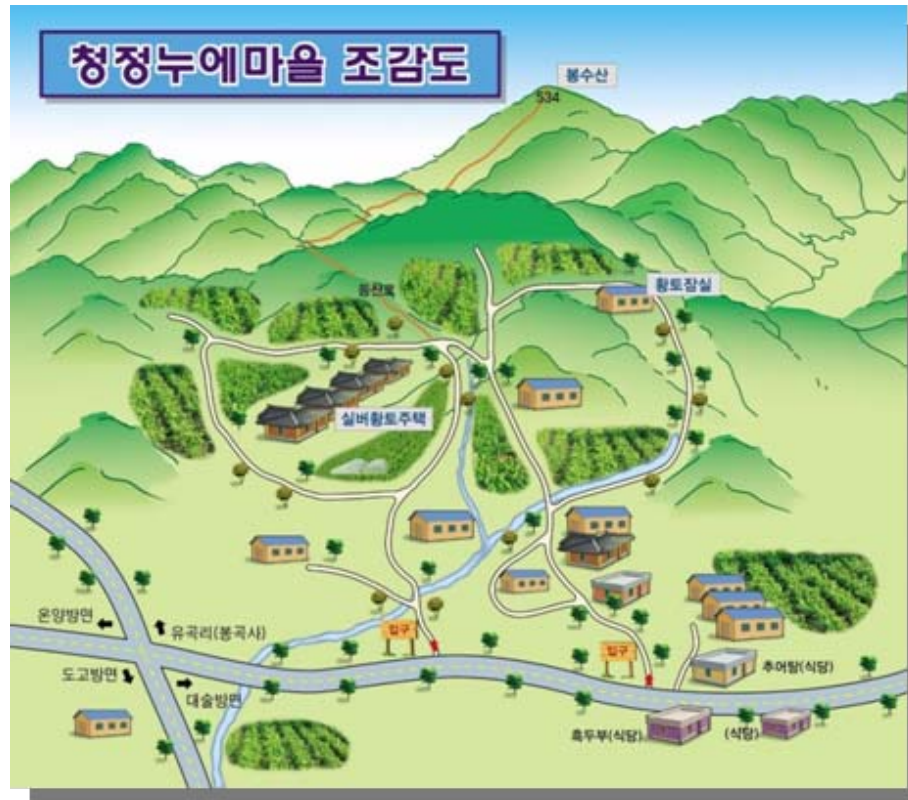 청정누에마을 조감도
봉수산
534
황토잠실
등산로
실버황토주택
온양방면
유곡리(봉곡사)
입구
입구
도고방면
대술방면
추어탕(식당)
흑두부(식당)
(식당)